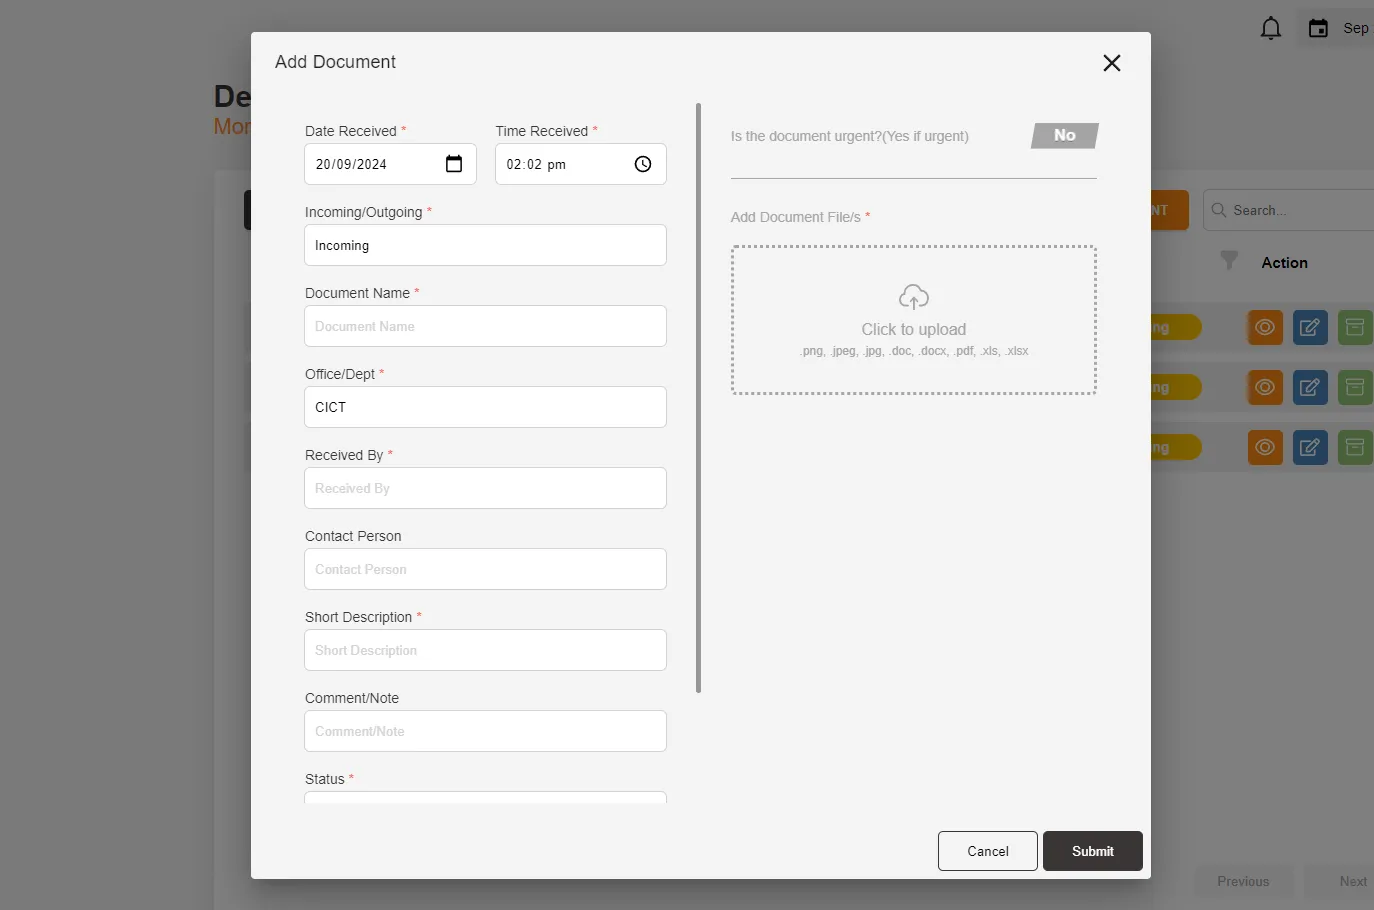 Sep
Add Document
De
Mor
Date Received *
Time Received *
20/09/2024
02:02 pm
Is the document urgent?(Yes if urgent)
No
Incoming/Outgoing *
Incoming
Add Document File/s *
NT
Search...
Action
Document Name *
Document Name
Click to upload
.png, .jpeg, .jpg, .doc, .docx, .pdf, .xls, .xlsx
ng
Office/Dept *
CICT
ng
Received By *
Received By
ng
Contact Person
Contact Person
Short Description *
Short Description
Comment/Note
Comment/Note
Status *
Cancel
Submit
Previous
Next